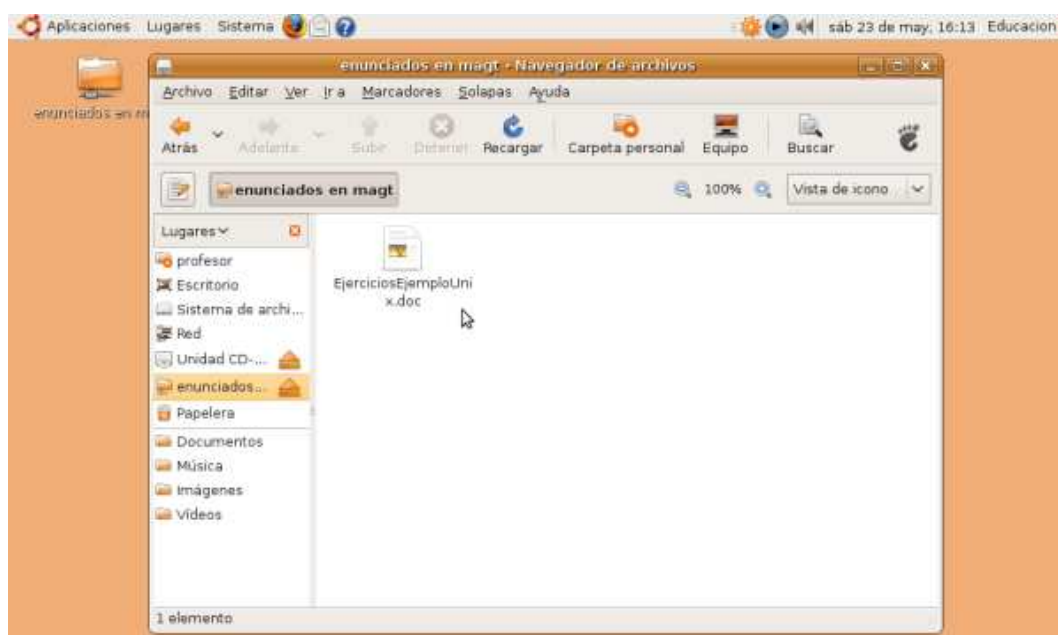 Aplicaciones Lugares Sistema
sáb 23 de may, 16:13 Educacion
enunciados en m
enunciados en magt - Navegador de archivos
Archivo Editar Ver Ir a Marcadores Solapas Ayuda
Atrás Adelante Subir Detener Recargar Carpeta personal Equipo Buscar
enunciados en magt 100% Vista de icono
Lugares
profesor
Escritorio
Sistema de archi...
Red
Unidad CD-...
enunciados...
Papelera
Documentos
Música
Imágenes
Vídeos
EjerciciosEjemploUni
x.doc
1 elemento